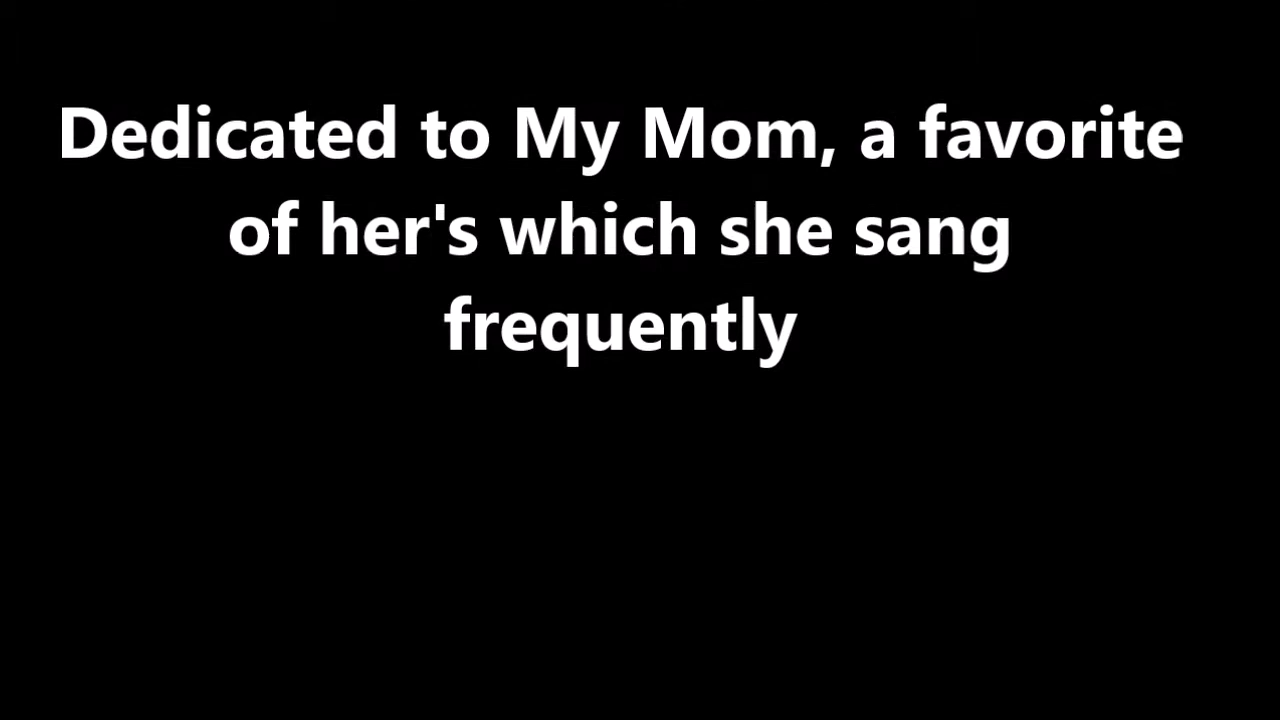 Dedicated to My Mom, a favorite
of her's which she sang
frequently